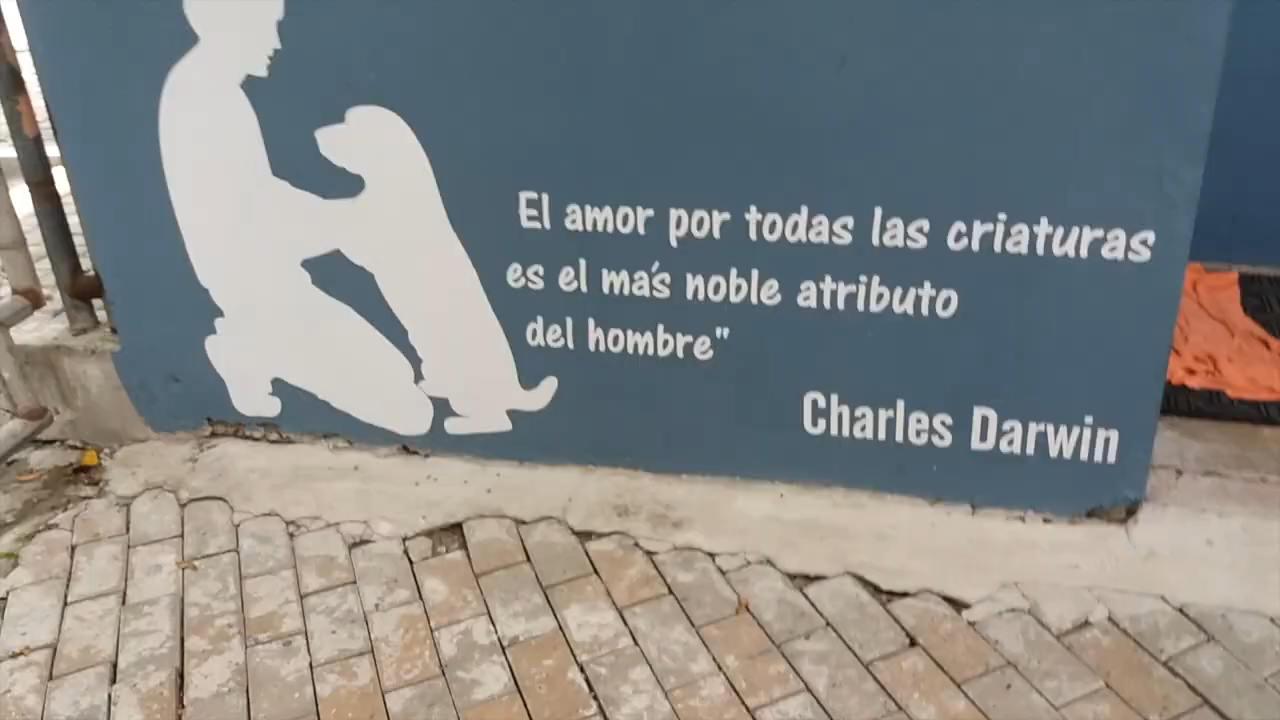 El amor por todas las criaturas
es el más noble atributo
del hombre"
Charles Darwin